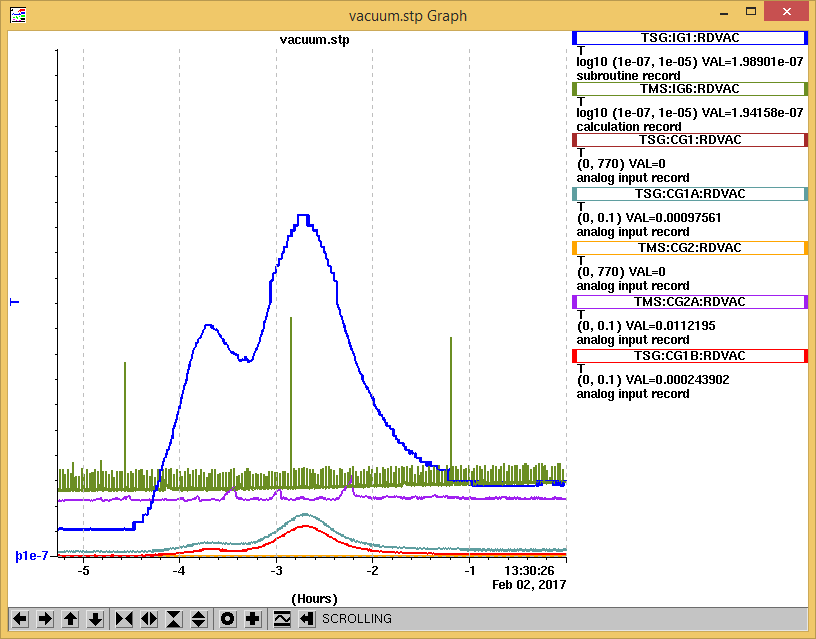 vacuum.stp Graph
vacuum.stp
TSG:IG1:RDVAC
T
log10 (1e-07, 1e-05) VAL=1.98901e-07
subroutine record
TMS:IG6:RDVAC
T
log10 (1e-07, 1e-05) VAL=1.94158e-07
calculation record
TSG:CG1:RDVAC
T
(0, 770) VAL=0
analog input record
TSG:CG1A:RDVAC
T
(0, 0.1) VAL=0.00097561
analog input record
TMS:CG2:RDVAC
T
(0, 770) VAL=0
analog input record
TMS:CG2A:RDVAC
T
(0, 0.1) VAL=0.0112195
analog input record
TSG:CG1B:RDVAC
T
(0, 0.1) VAL=0.000243902
analog input record
T
1e-7
-5 -4 -3 -2 -1 13:30:26
Feb 02, 2017
(Hours)
SCROLLING